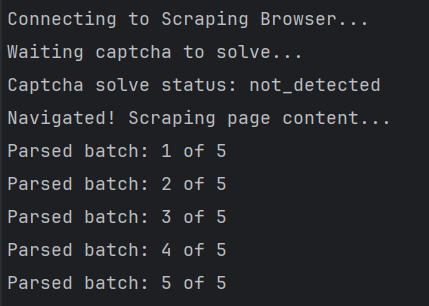 Connecting to Scraping Browser...
Waiting captcha to solve...
Captcha solve status: not_detected
Navigated! Scraping page content...
Parsed batch: 1 of 5
Parsed batch: 2 of 5
Parsed batch: 3 of 5
Parsed batch: 4 of 5
Parsed batch: 5 of 5